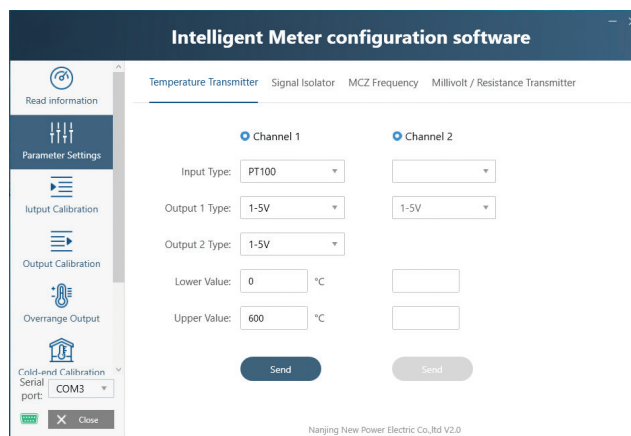 Intelligent Meter configuration software
Read information
Parameter Settings
Iutput Calibration
Output Calibration
Overrange Output
Cold-end Calibration
Serial port: COM3
Close
Temperature Transmitter Signal Isolator MCZ Frequency Millivolt / Resistance Transmitter
Channel 1 Channel 2
Input Type: PT100
Output 1 Type: 1-5V 1-5V
Output 2 Type: 1-5V
Lower Value: 0 °C
Upper Value: 600 °C
Send Send
Nanjing New Power Electric Co.,ltd V2.0